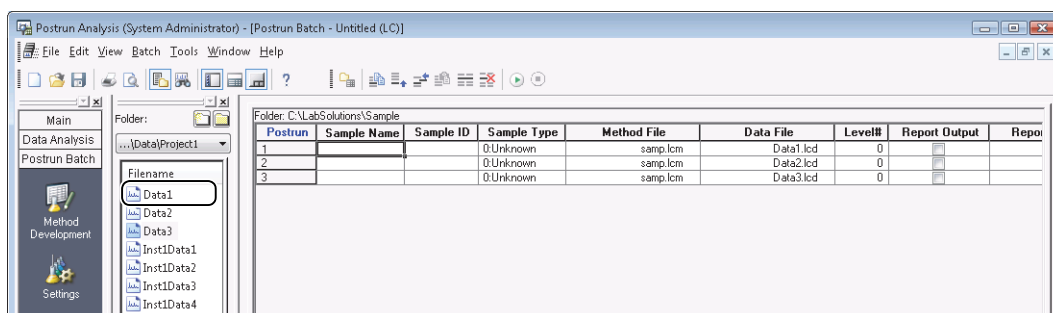 Postrun Analysis (System Administrator) - [Postrun Batch - Untitled (LC)]
File Edit View Batch Tools Window Help
?
Main
Data Analysis
Postrun Batch
Method
Development
Settings
Folder:
...\Data\Project1
Filename
Data1
Data2
Data3
Inst1Data1
Inst1Data2
Inst1Data3
Inst1Data4
Folder: C:\LabSolutions\Sample
Postrun Sample Name Sample ID Sample Type Method File Data File Level# Report Output Repor
1 0:Unknown samp.lcm Data1.lcd 0
2 0:Unknown samp.lcm Data2.lcd 0
3 0:Unknown samp.lcm Data3.lcd 0